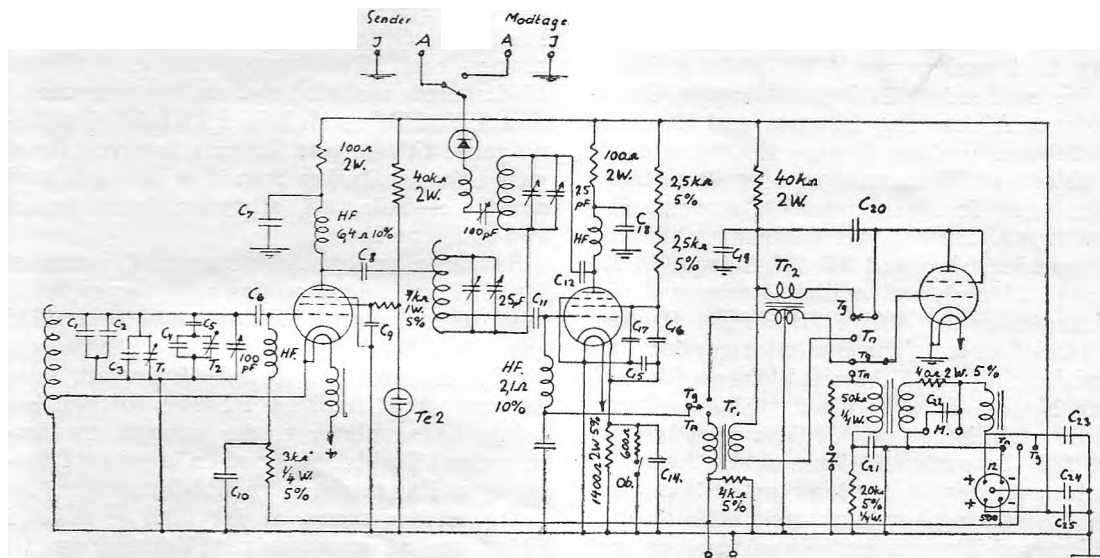 Sender
Modtage
J
A
A
J
100Ω
2W.
40kΩ
2W.
HF
6,4Ω 10%
C7
C8
100pF
25
pF
100Ω
2W.
HF
C18
2,5kΩ
5%
2,5kΩ
5%
40kΩ
2W.
C20
C19
Tr2
C12
C6
C1
C2
C3
T1
C4
C5
T2
100
pF
HF.
9kΩ
1W.
5%
C9
25pF
C11
C17
C16
C15
HF.
2,1Ω
10%
Te2
3kΩ
1/4W.
5%
C10
Tg
Tn
1400Ω 2W 5%
600Ω
Ob.
C14.
Tr1
4kΩ
5%
Tg
Tn
Tg
Tn
50kΩ
1/4W.
C21
20kΩ
5%
1/4W.
N
40Ω 2W. 5%
C22
M.
Tn
Tg
12
+
-
+
-
500
C23
C24
C25